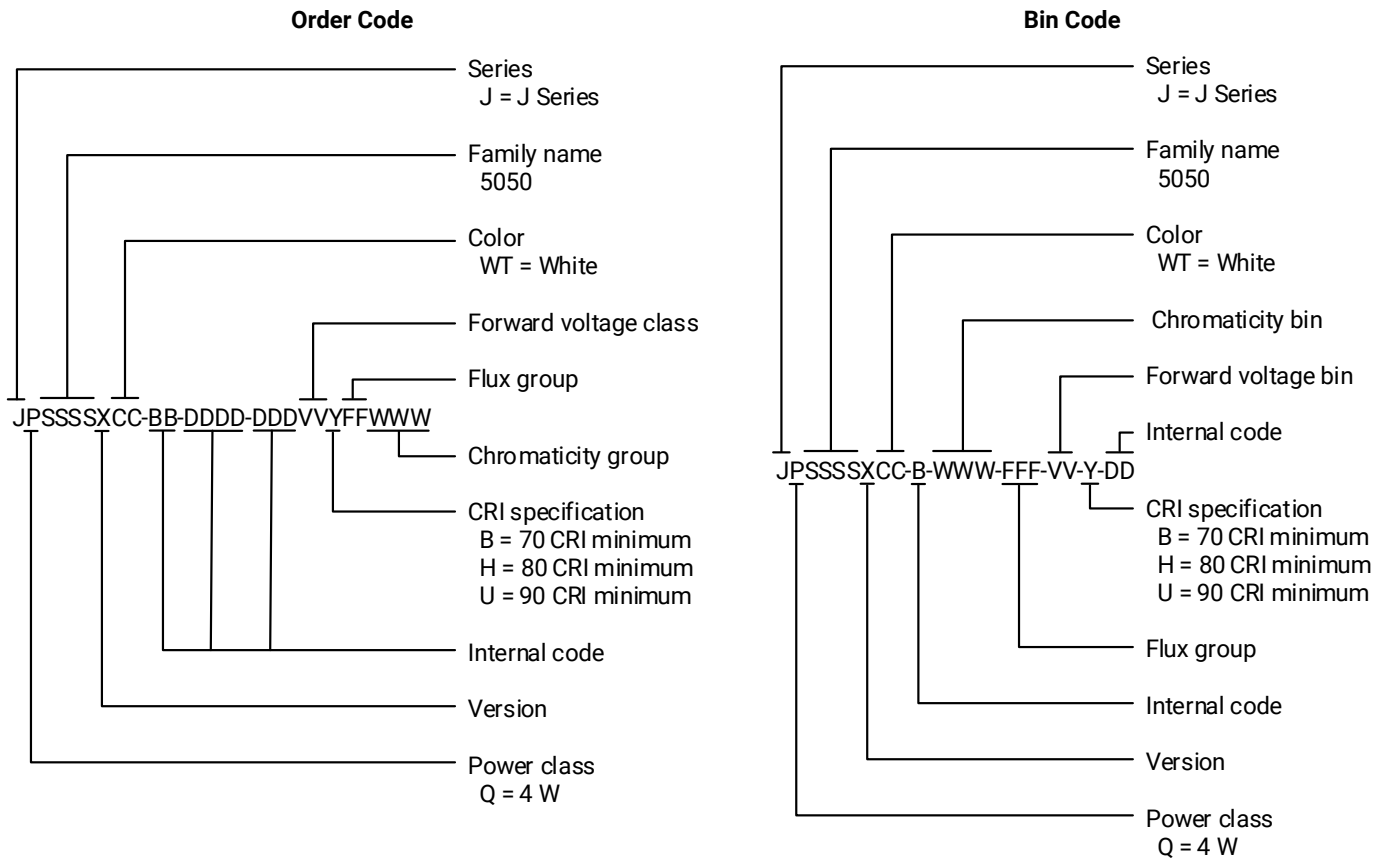 Order Code
Series
J = J Series
Family name
5050
Color
WT = White
Forward voltage class
Flux group
JPSSSSXCC-BB-DDDD-DDDVVYFFWWW
Chromaticity group
CRI specification
B = 70 CRI minimum
H = 80 CRI minimum
U = 90 CRI minimum
Internal code
Version
Power class
Q = 4 W
Bin Code
Series
J = J Series
Family name
5050
Color
WT = White
Chromaticity bin
Forward voltage bin
Internal code
JPSSSSXCC-B-WWW-FFF-VV-Y-DD
CRI specification
B = 70 CRI minimum
H = 80 CRI minimum
U = 90 CRI minimum
Flux group
Internal code
Version
Power class
Q = 4 W